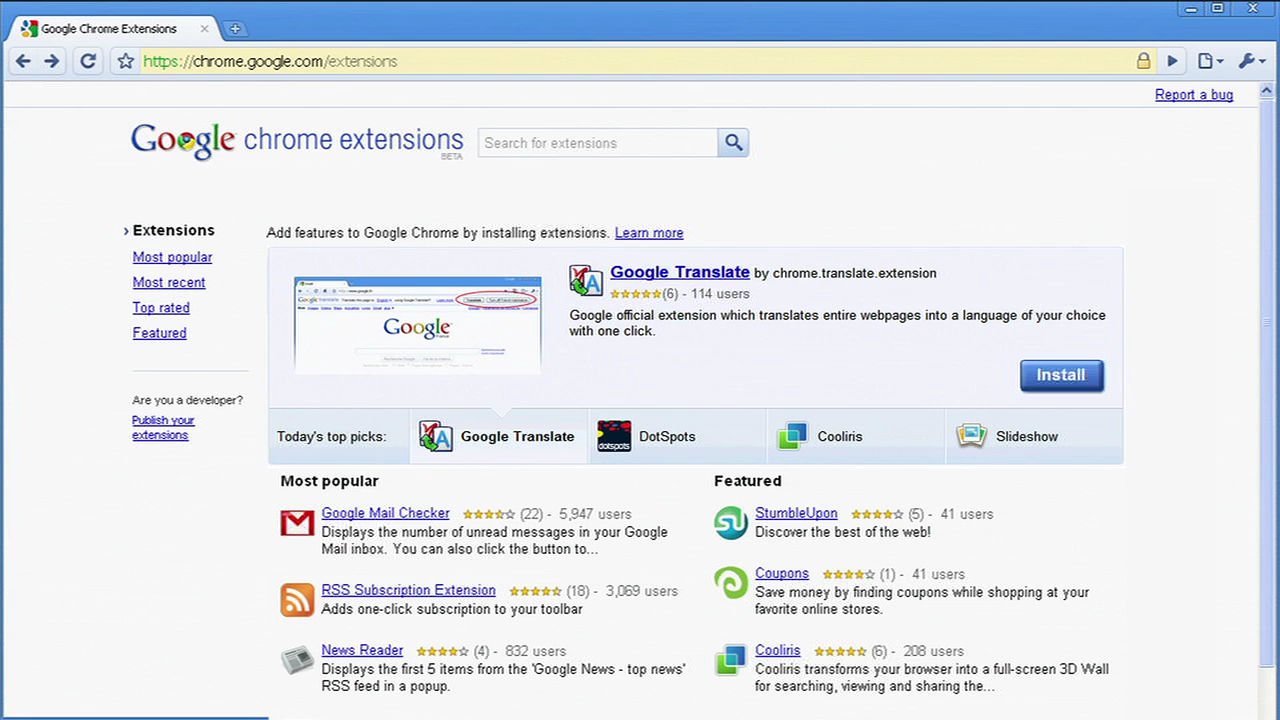 Google Chrome Extensions
https://chrome.google.com/extensions
Report a bug
Google chrome extensions
BETA
Search for extensions
› Extensions
Most popular
Most recent
Top rated
Featured
Are you a developer?
Publish your
extensions
Add features to Google Chrome by installing extensions. Learn more
Google Translate by chrome.translate.extension
(6) - 114 users
Google official extension which translates entire webpages into a language of your choice
with one click.
Google
Install
Today's top picks:
Google Translate
dotspots
DotSpots
Cooliris
Slideshow
Most popular
Google Mail Checker (22) - 5,947 users
Displays the number of unread messages in your Google
Mail inbox. You can also click the button to...
RSS Subscription Extension (18) - 3,069 users
Adds one-click subscription to your toolbar
News Reader (4) - 832 users
Displays the first 5 items from the 'Google News - top news'
RSS feed in a popup.
Featured
StumbleUpon (5) - 41 users
Discover the best of the web!
Coupons (1) - 41 users
Save money by finding coupons while shopping at your
favorite online stores.
Cooliris (6) - 208 users
Cooliris transforms your browser into a full-screen 3D Wall
for searching, viewing and sharing the...